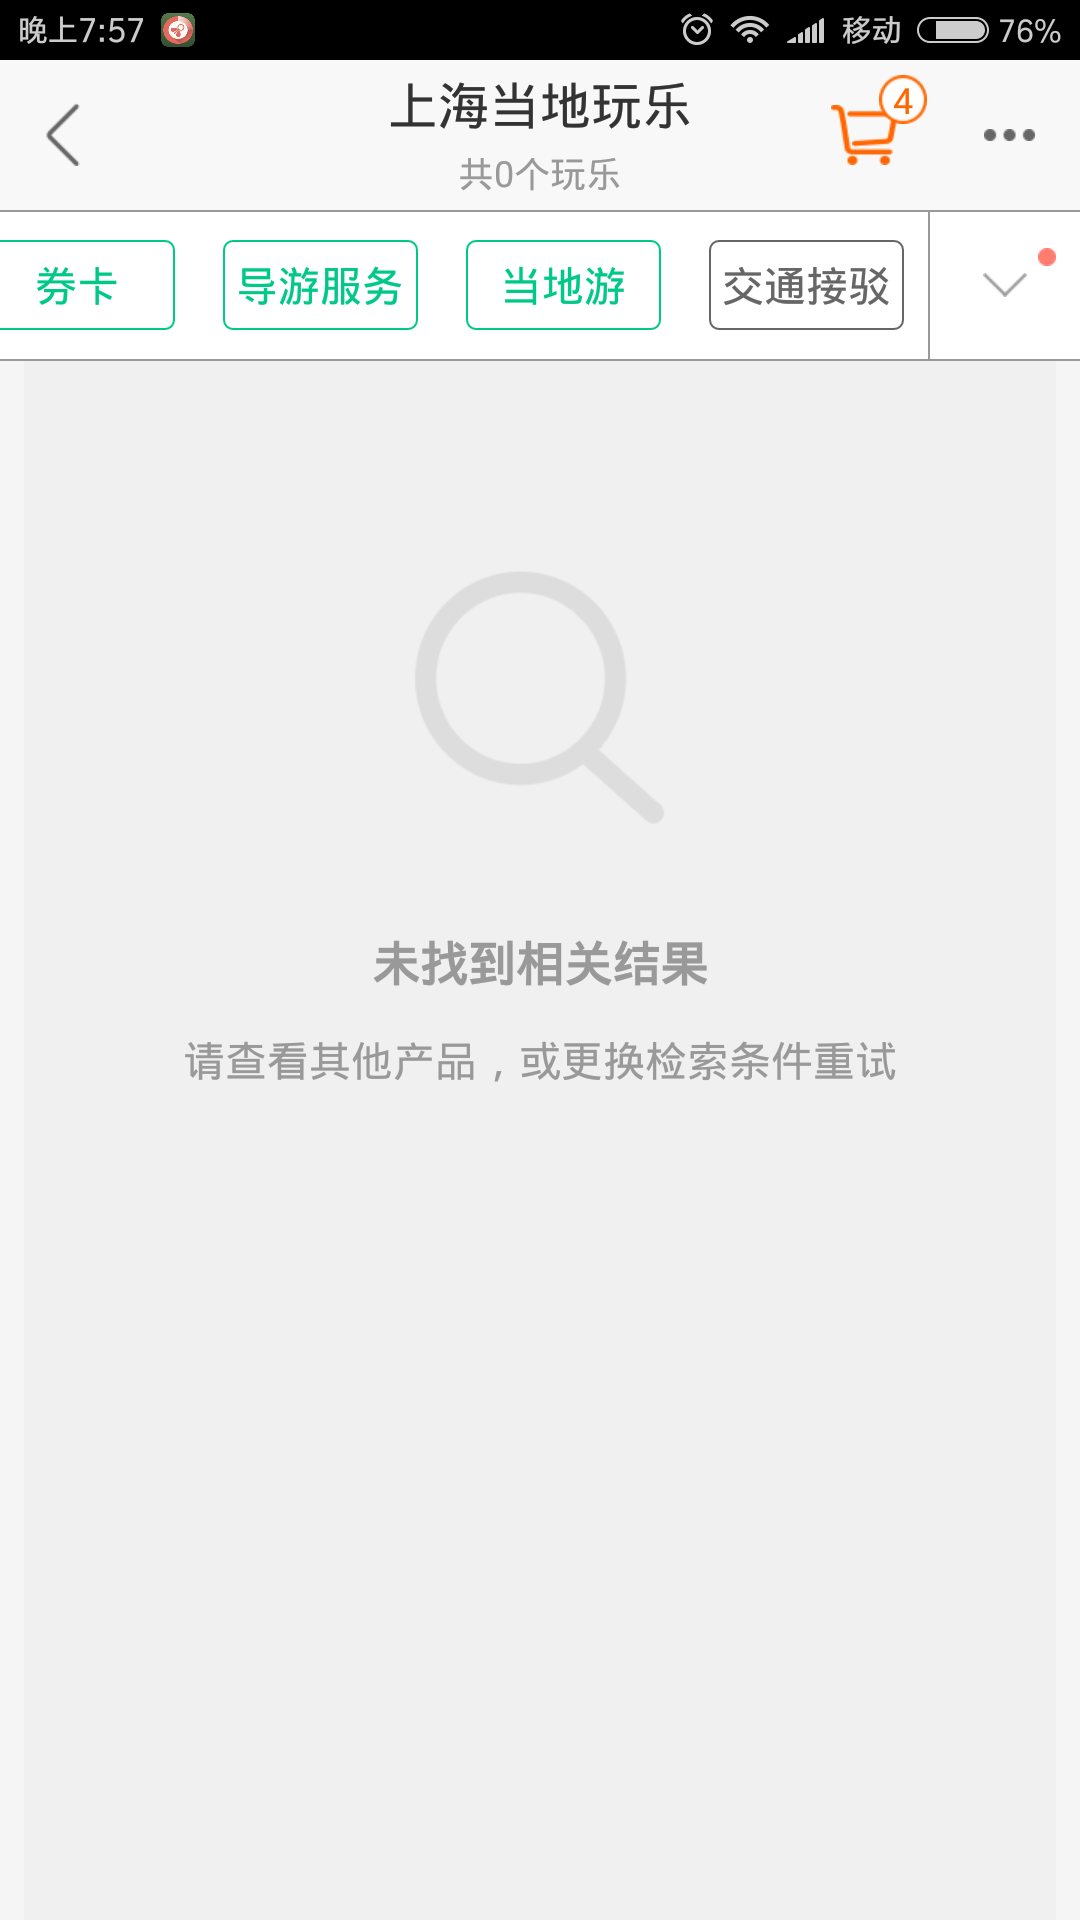 晚上7:57 移动 76%
上海当地玩乐
4
共0个玩乐
券卡 导游服务 当地游 交通接驳
未找到相关结果
请查看其他产品，或更换检索条件重试